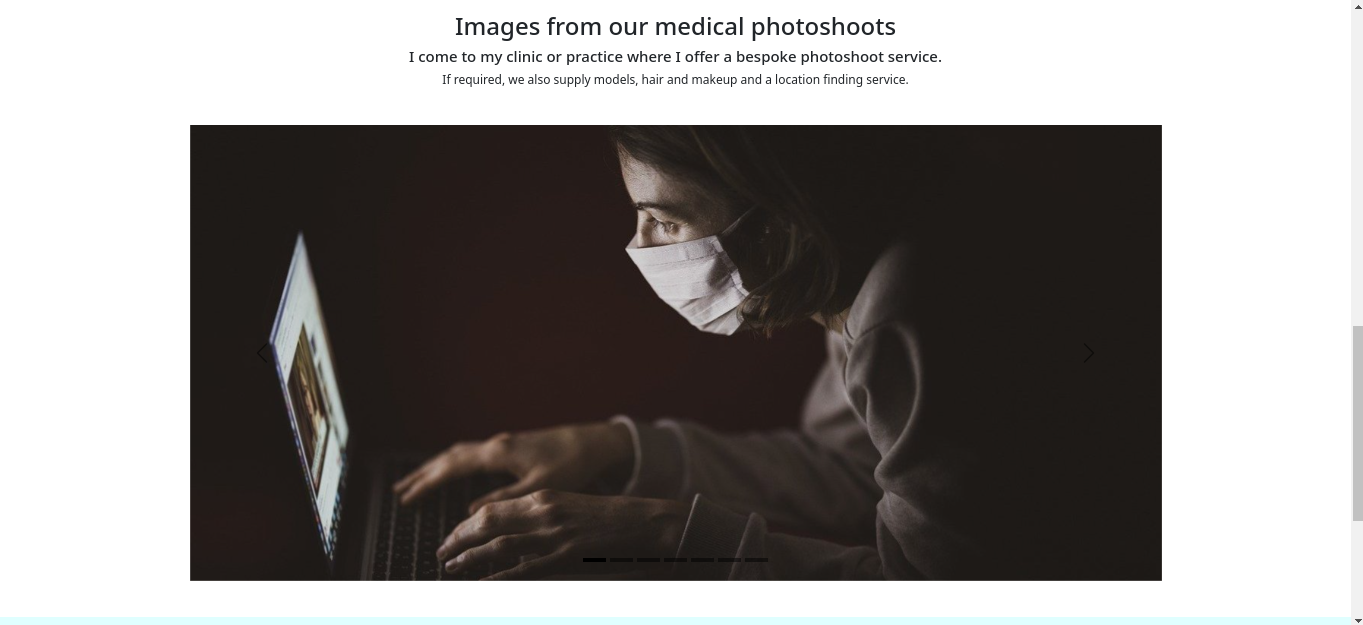 Images from our medical photoshoots
I come to my clinic or practice where I offer a bespoke photoshoot service.
If required, we also supply models, hair and makeup and a location finding service.